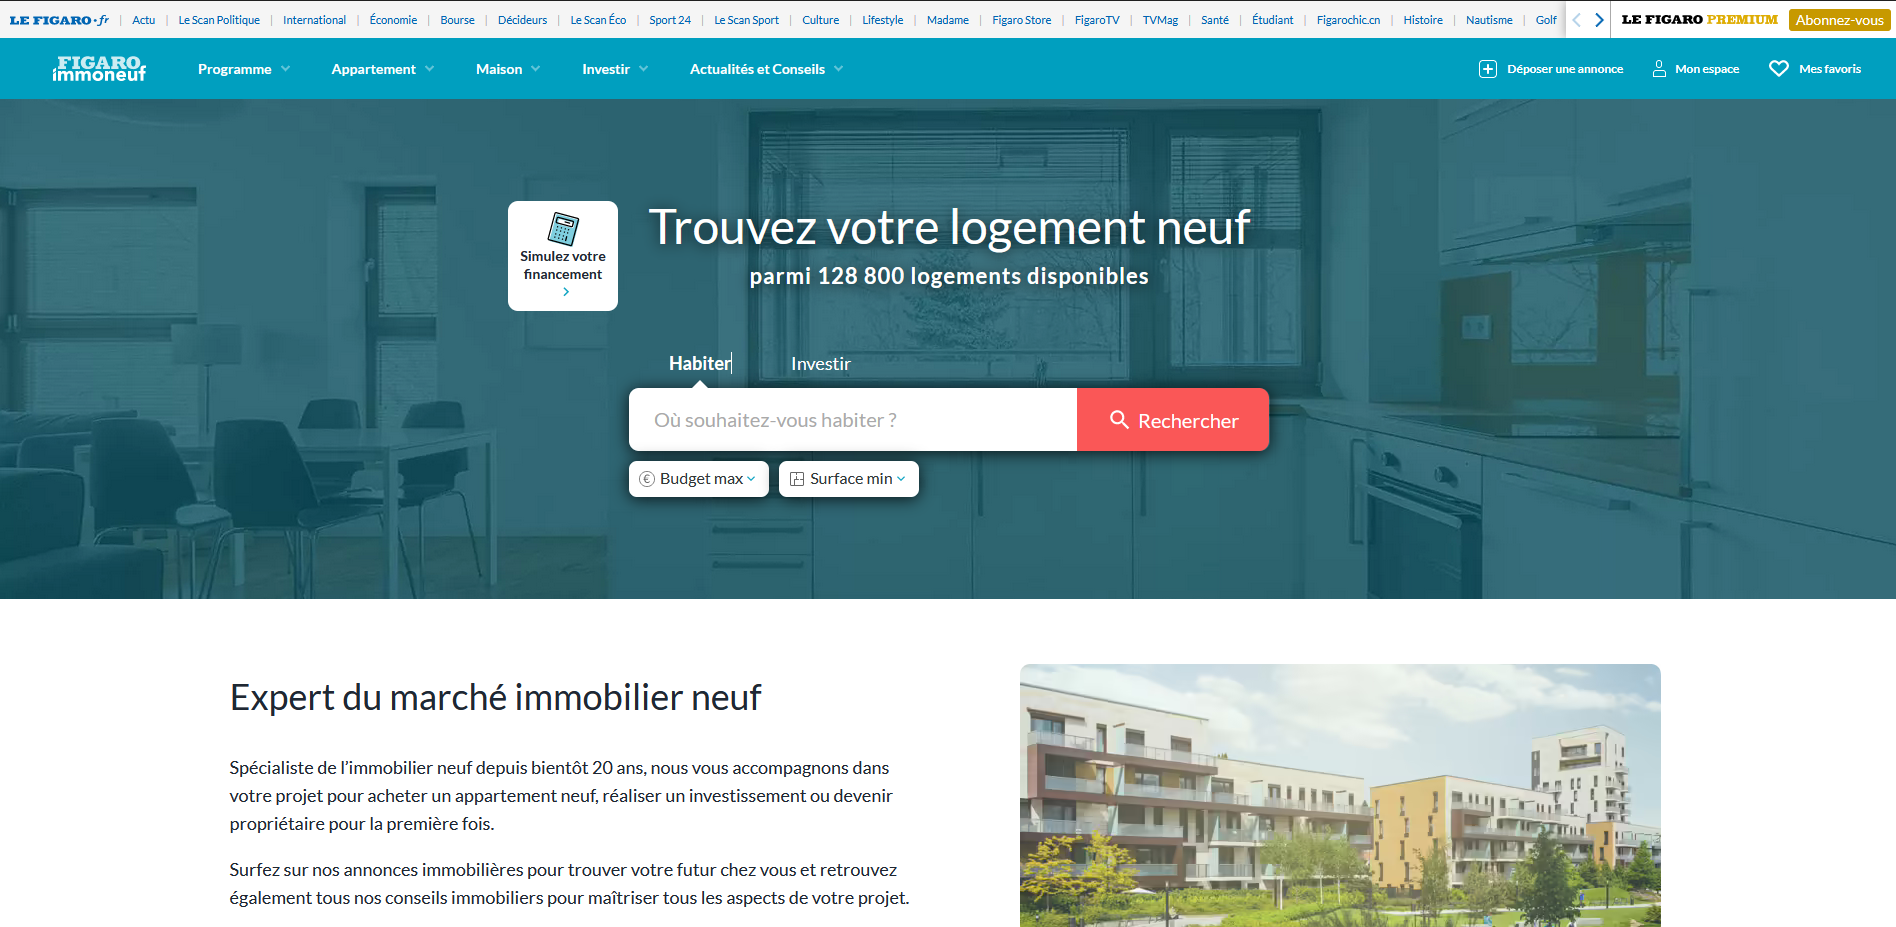 LE FIGARO·fr Actu Le Scan Politique International Économie Bourse Décideurs Le Scan Éco Sport 24 Le Scan Sport Culture Lifestyle Madame Figaro Store FigaroTV TVMag Santé Étudiant Figarochic.cn Histoire Nautisme Golf LE FIGARO PREMIUM Abonnez-vous
FIGARO
immoneuf
Programme Appartement Maison Investir Actualités et Conseils Déposer une annonce Mon espace Mes favoris
Simulez votre
financement
Trouvez votre logement neuf
parmi 128 800 logements disponibles
Habiter Investir
Où souhaitez-vous habiter ? Rechercher
€ Budget max Surface min
Expert du marché immobilier neuf
Spécialiste de l’immobilier neuf depuis bientôt 20 ans, nous vous accompagnons dans
votre projet pour acheter un appartement neuf, réaliser un investissement ou devenir
propriétaire pour la première fois.
Surfez sur nos annonces immobilières pour trouver votre futur chez vous et retrouvez
également tous nos conseils immobiliers pour maîtriser tous les aspects de votre projet.